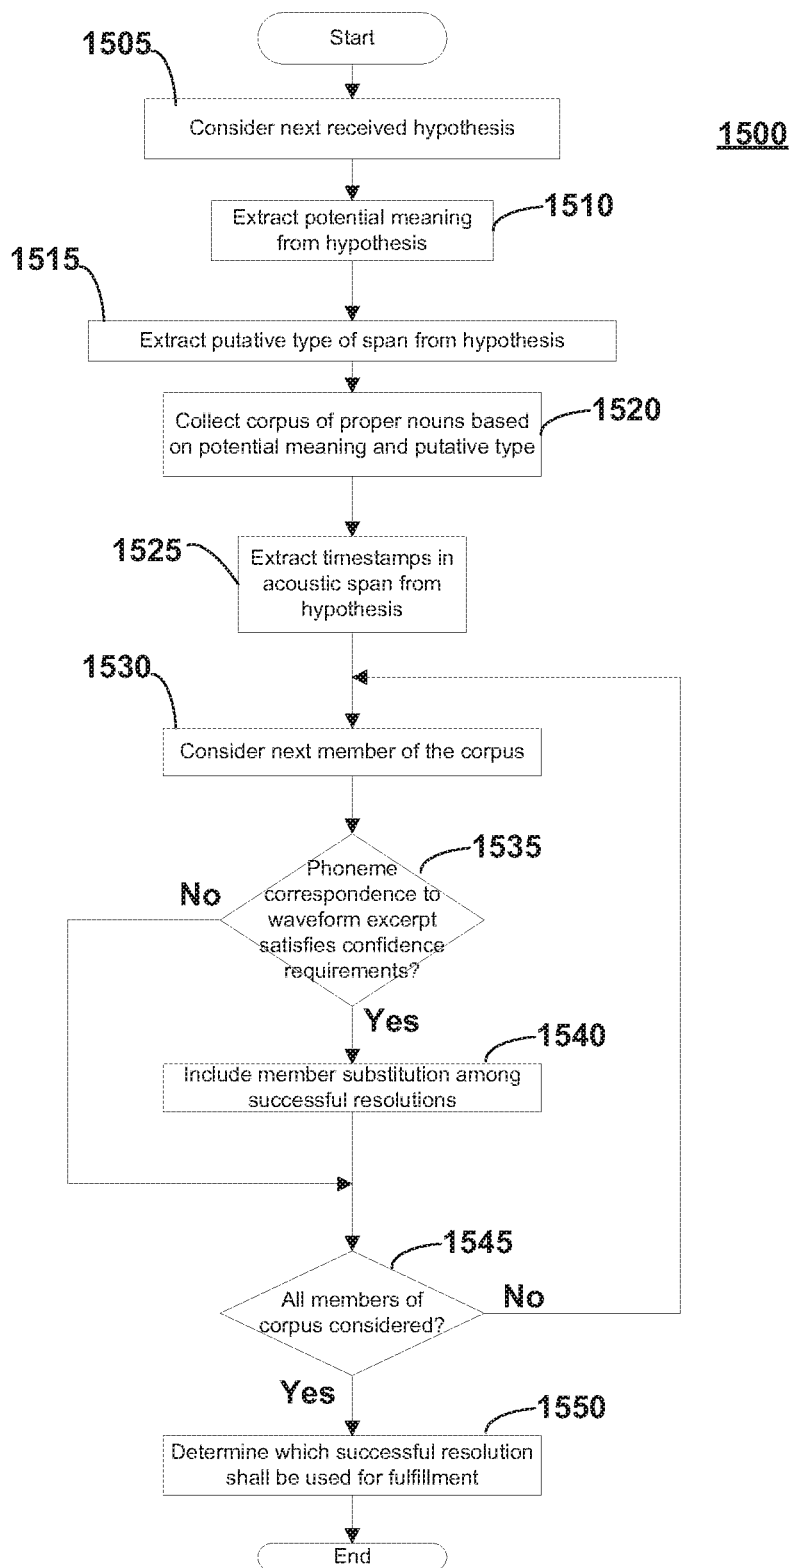 Start
1505
Consider next received hypothesis
1500
Extract potential meaning
from hypothesis
1510
1515
Extract putative type of span from hypothesis
Collect corpus of proper nouns based
on potential meaning and putative type
1520
1525
Extract timestamps in
acoustic span from
hypothesis
1530
Consider next member of the corpus
Phoneme
correspondence to
waveform excerpt
satisfies confidence
requirements?
1535
No
Yes
1540
Include member substitution among
successful resolutions
1545
All members of
corpus considered?
No
Yes
1550
Determine which successful resolution
shall be used for fulfillment
End